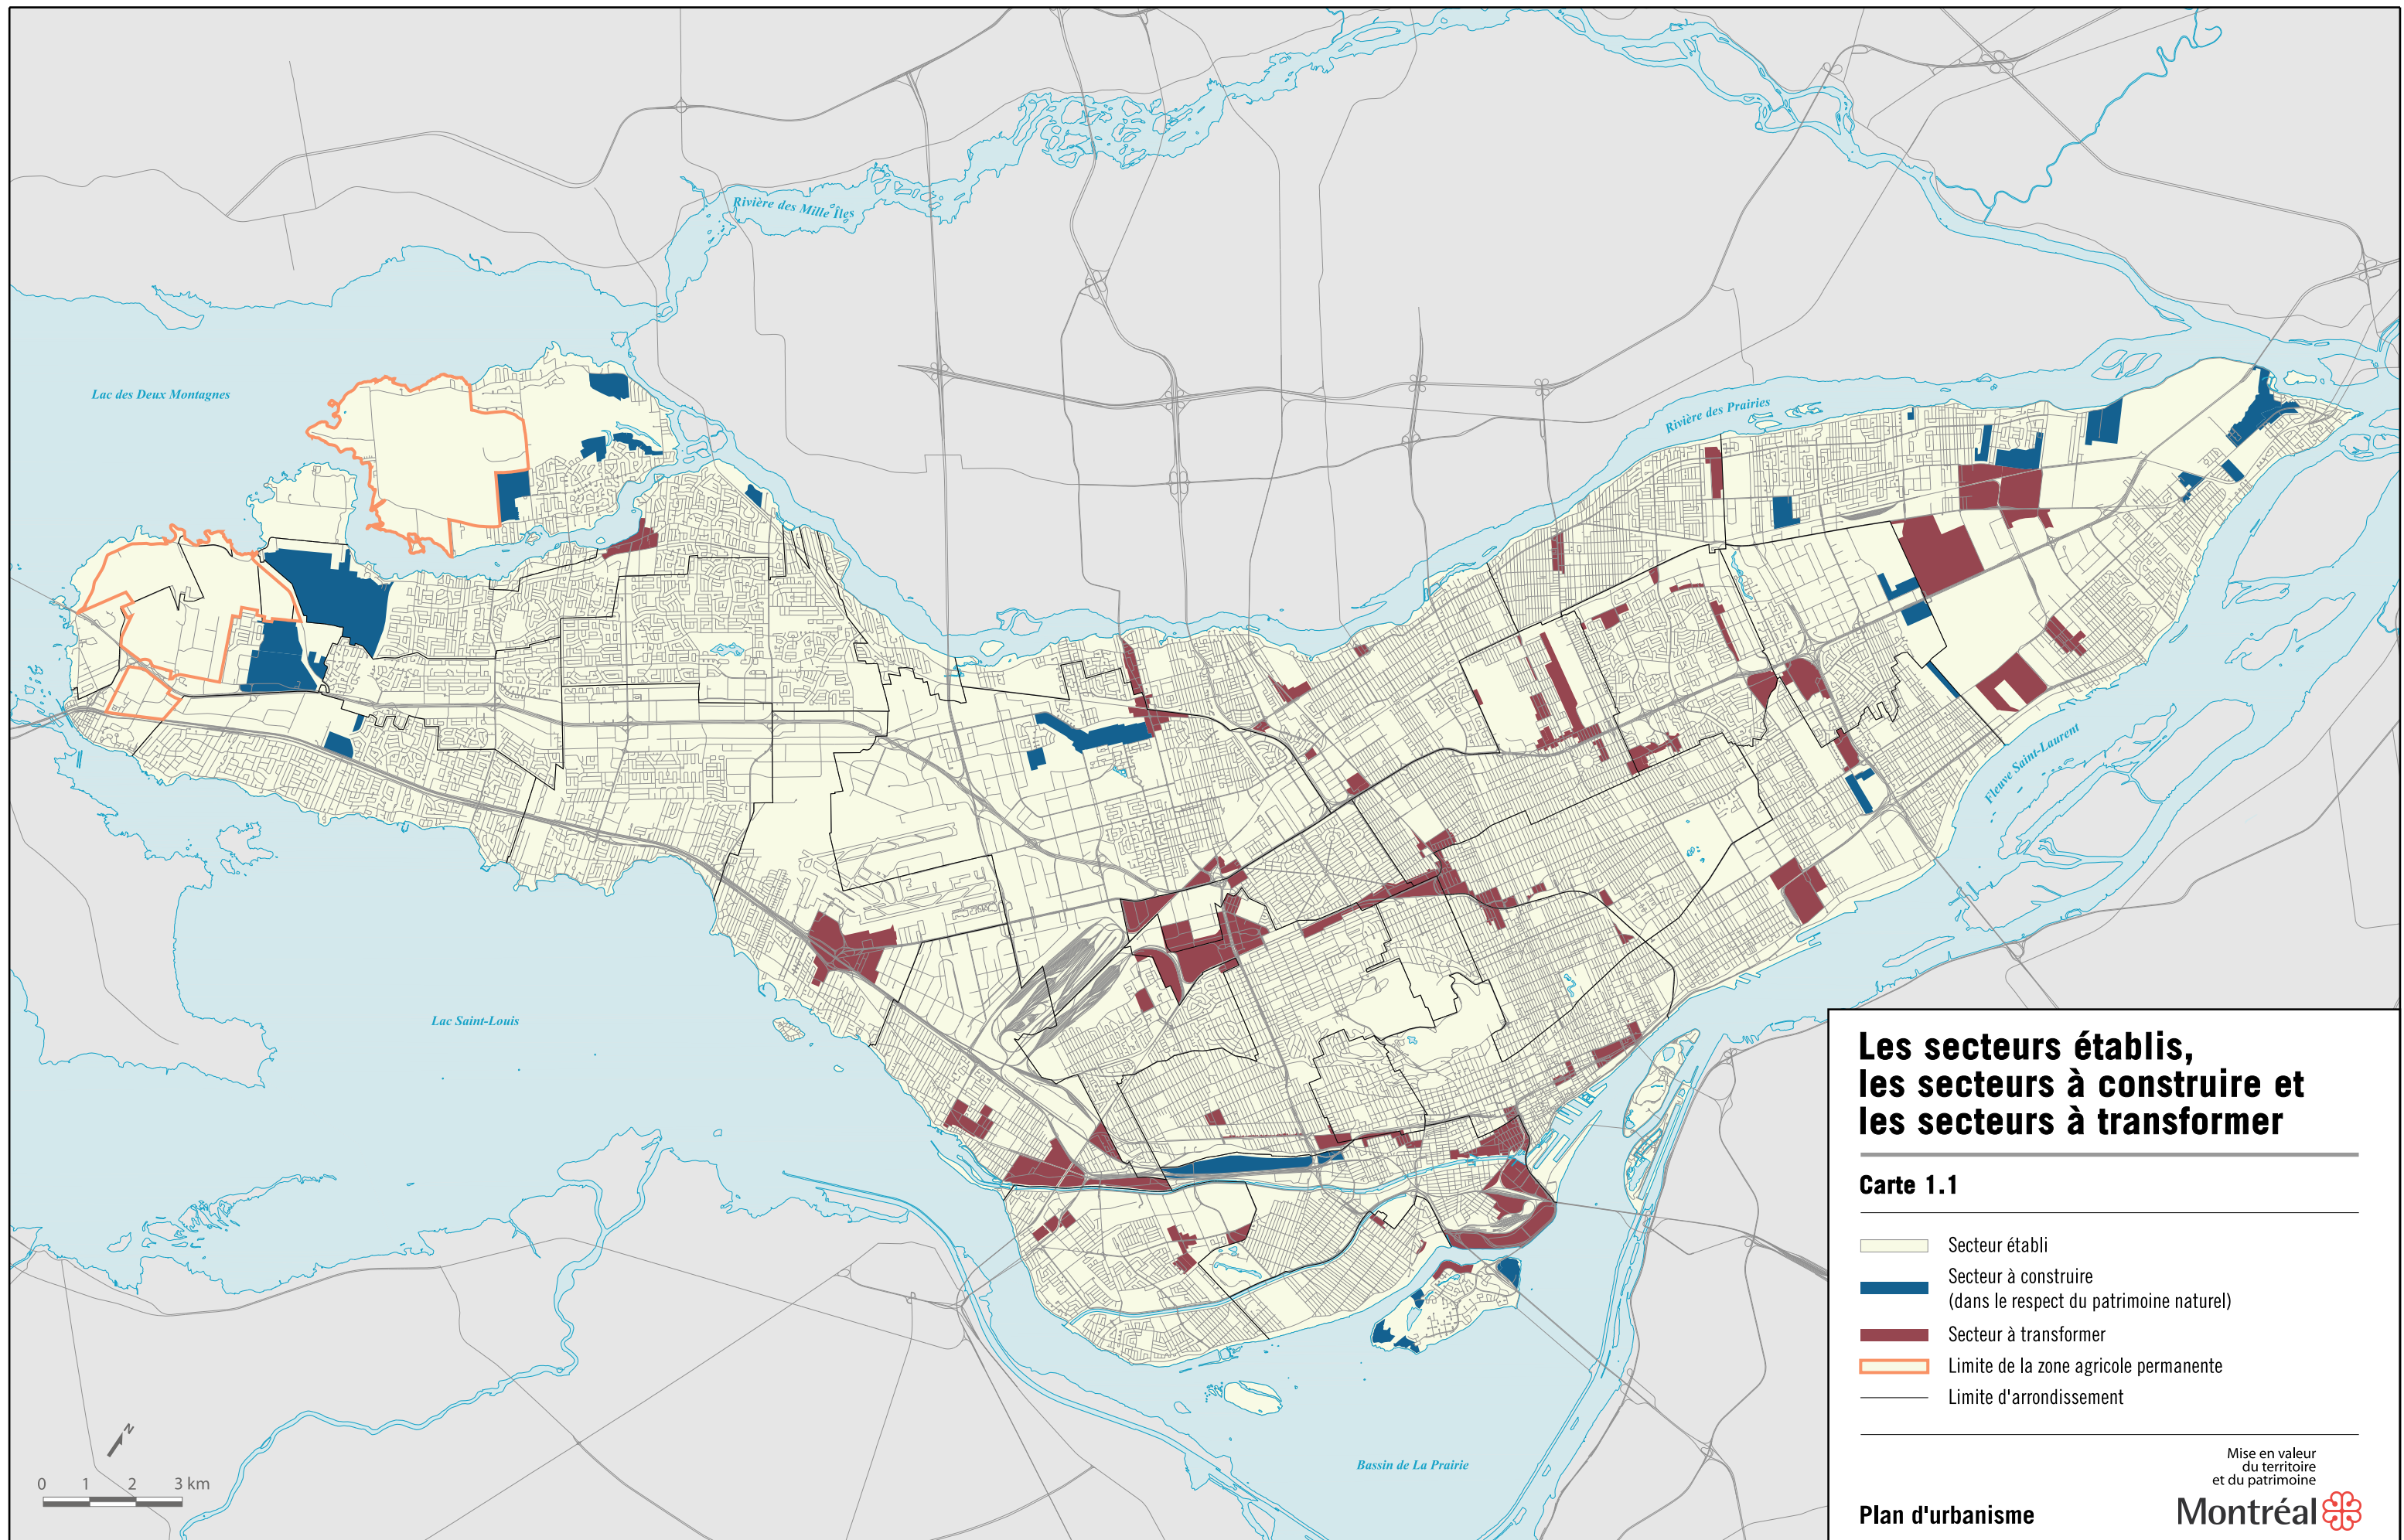 Rivière des Mille Îles
Lac des Deux Montagnes
Rivière des Prairies
Fleuve Saint-Laurent
Lac Saint-Louis
Bassin de La Prairie
N
0 1 2 3 km
Les secteurs établis,
les secteurs à construire et
les secteurs à transformer
Carte 1.1
Secteur établi
Secteur à construire
(dans le respect du patrimoine naturel)
Secteur à transformer
Limite de la zone agricole permanente
Limite d'arrondissement
Mise en valeur
du territoire
et du patrimoine
Plan d'urbanisme
Montréal